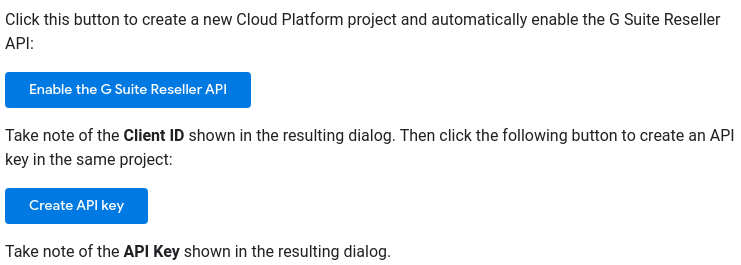 Click this button to create a new Cloud Platform project and automatically enable the G Suite Reseller
API:
Enable the G Suite Reseller API
Take note of the Client ID shown in the resulting dialog. Then click the following button to create an API
key in the same project:
Create API key
Take note of the API Key shown in the resulting dialog.